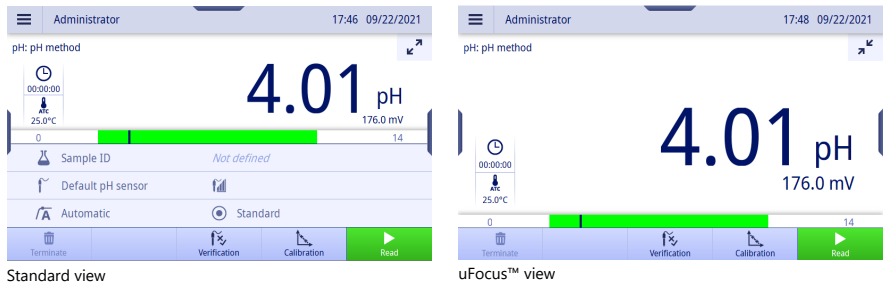 Administrator 17:46 09/22/2021
pH: pH method
00:00:00
ATC
25.0°C
4.01 pH
176.0 mV
0 14
Sample ID Not defined
Default pH sensor
A Automatic Standard
Terminate Verification Calibration Read
Standard view
Administrator 17:48 09/22/2021
pH: pH method
00:00:00
ATC
25.0°C
4.01 pH
176.0 mV
0 14
Terminate Verification Calibration Read
uFocus™ view